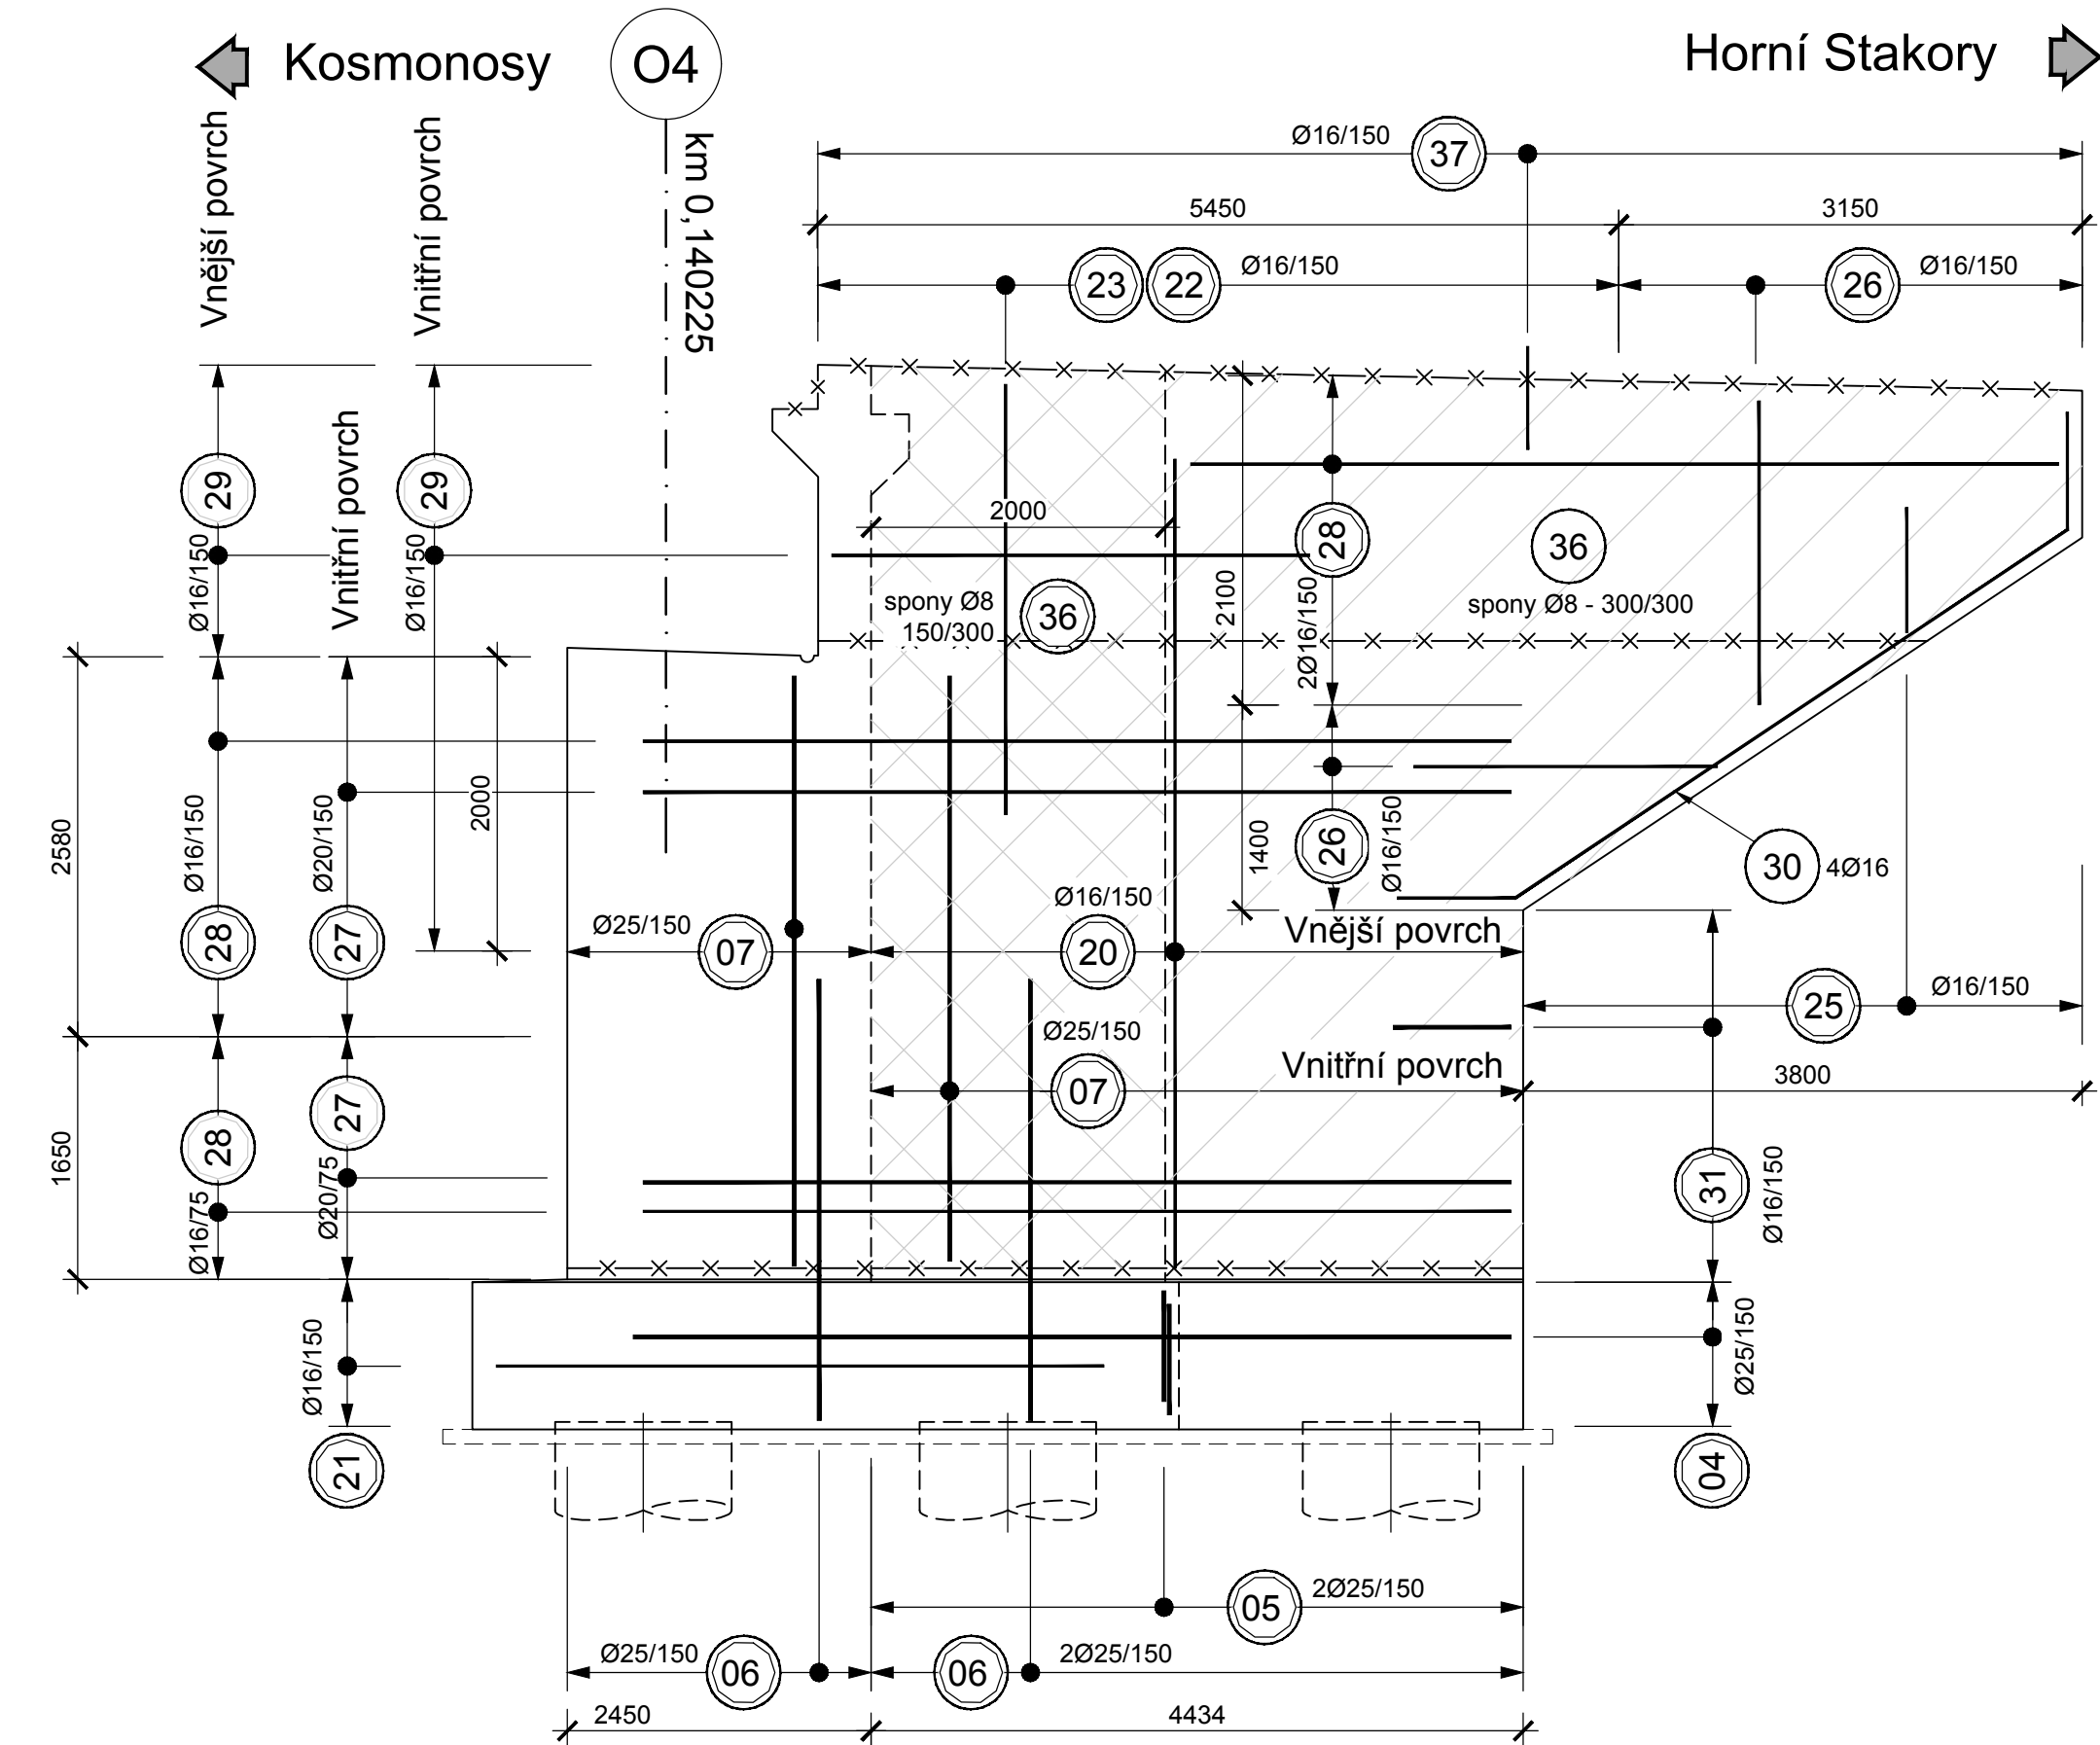 Kosmonosy
O4
Horní Stakory
Vnější povrch
Vnitřní povrch
km 0,140225
Ø16/150
37
5450
3150
23
22
Ø16/150
26
Ø16/150
29
Ø16/150
Vnitřní povrch
29
Ø16/150
2000
28
2Ø16/150
2100
36
spony Ø8 - 300/300
spony Ø8
150/300
36
2580
Ø16/150
28
Ø20/150
27
2000
1400
26
Ø16/150
30
4Ø16
Ø25/150
07
Ø16/150
20
Vnější povrch
25
Ø16/150
Ø25/150
07
Vnitřní povrch
3800
1650
28
Ø16/75
27
Ø20/75
31
Ø16/150
Ø16/150
21
Ø25/150
04
05
2Ø25/150
Ø25/150
06
06
2Ø25/150
2450
4434